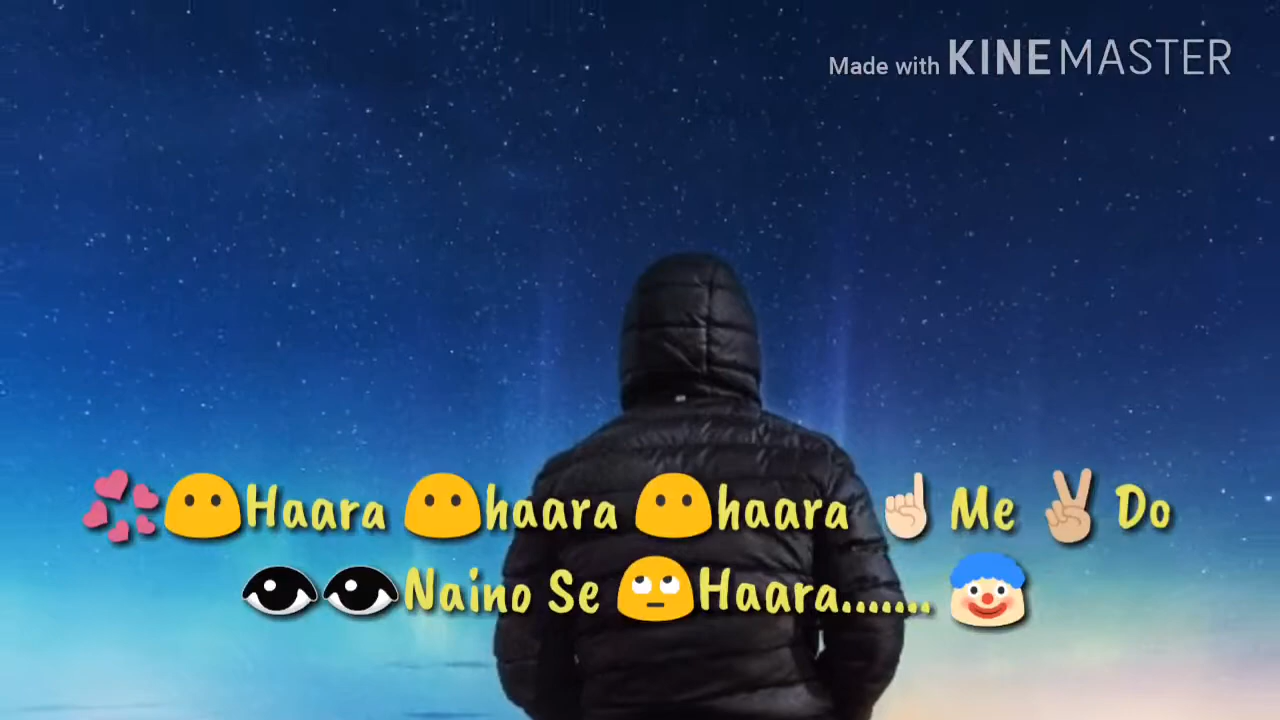 Made with KINEMASTER
💞😶Haara 😶haara 😶haara ☝🏻 Me ✌🏼 Do
👁👁Naino Se 🙄Haara....... 🤡